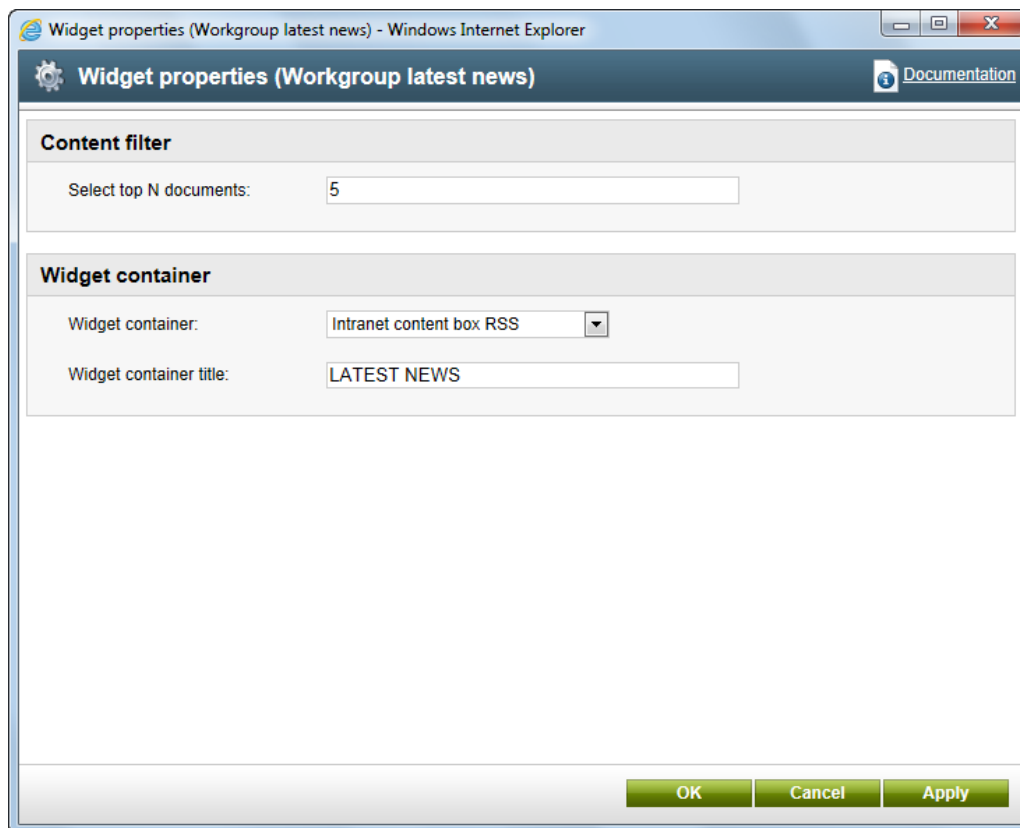 Widget properties (Workgroup latest news) - Windows Internet Explorer
Widget properties (Workgroup latest news)
Documentation
Content filter
Select top N documents: 5
Widget container
Widget container: Intranet content box RSS
Widget container title: LATEST NEWS
OK Cancel Apply